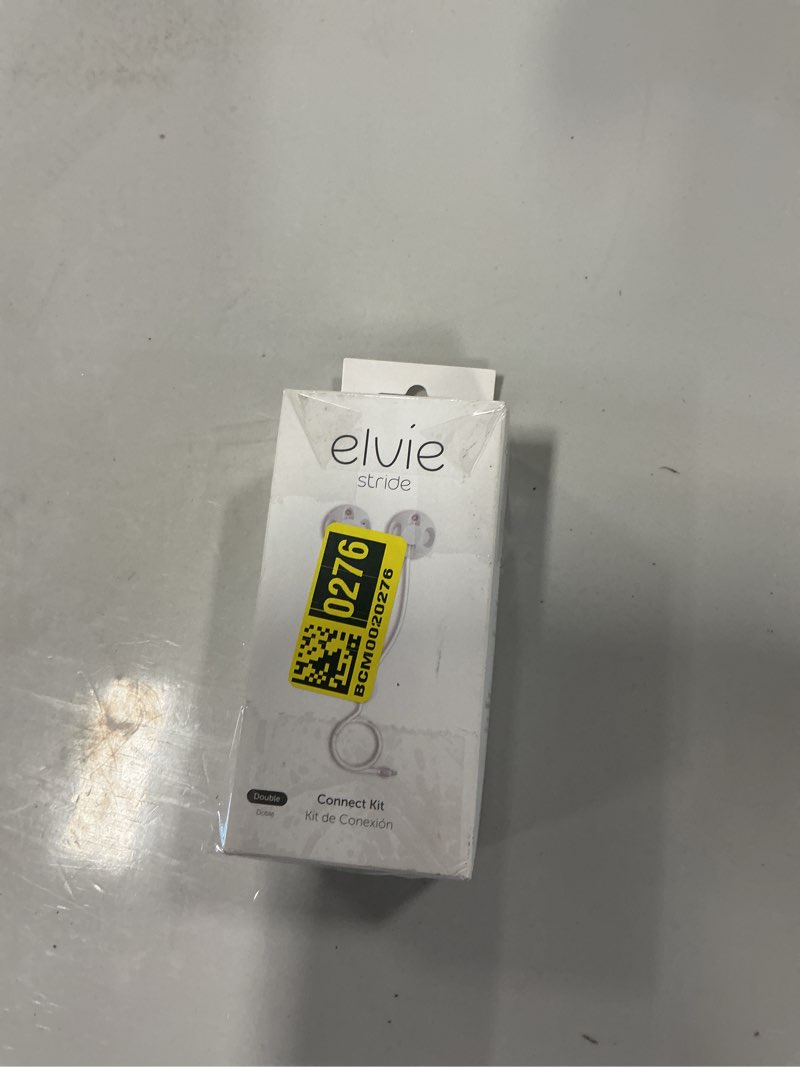 elvie
stride
0276
BCM0020276
Double
Doble
Connect Kit
Kit de Conexión